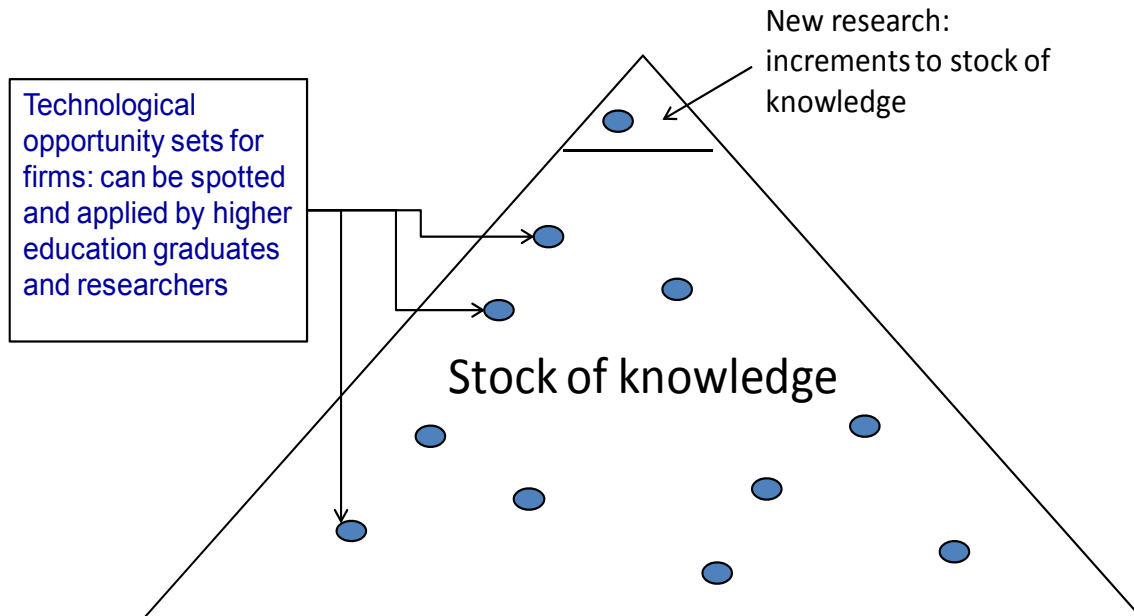 New research:
increments to stock of
knowledge
Technological
opportunity sets for
firms: can be spotted
and applied by higher
education graduates
and researchers
Stock of knowledge